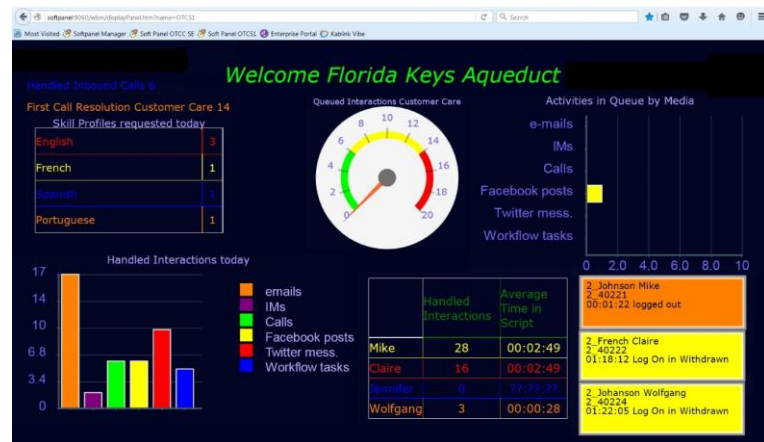 softpanel:9080/wbm/displayPanel.htm?name=OTCS1
Search
Most Visited Softpanel Manager Soft Panel OTCC SE Soft Panel OTCS1 Enterprise Portal Kablink Vibe
Welcome Florida Keys Aqueduct
Handled Inbound Calls 6
First Call Resolution Customer Care 14
Skill Profiles requested today
English 3
French 1
Spanish 1
Portuguese 1
Queued Interactions Customer Care
0 2 4 6 8 10 12 14 16 18 20
Activities in Queue by Media
e-mails
IMs
Calls
Facebook posts
Twitter mess.
Workflow tasks
0 2.0 4.0 6.0 8.0 10
Handled Interactions today
17
14
10
6.8
3.4
0
emails
IMs
Calls
Facebook posts
Twitter mess.
Workflow tasks
Handled Interactions
Average Time in Script
Mike 28 00:02:49
Claire 16 00:02:49
Jennifer 0 ??:??:??
Wolfgang 3 00:00:28
2_Johnson Mike
2_40221
00:01:22 logged out
2_French Claire
2_40222
01:18:12 Log On in Withdrawn
2_Johanson Wolfgang
2_40224
01:22:05 Log On in Withdrawn